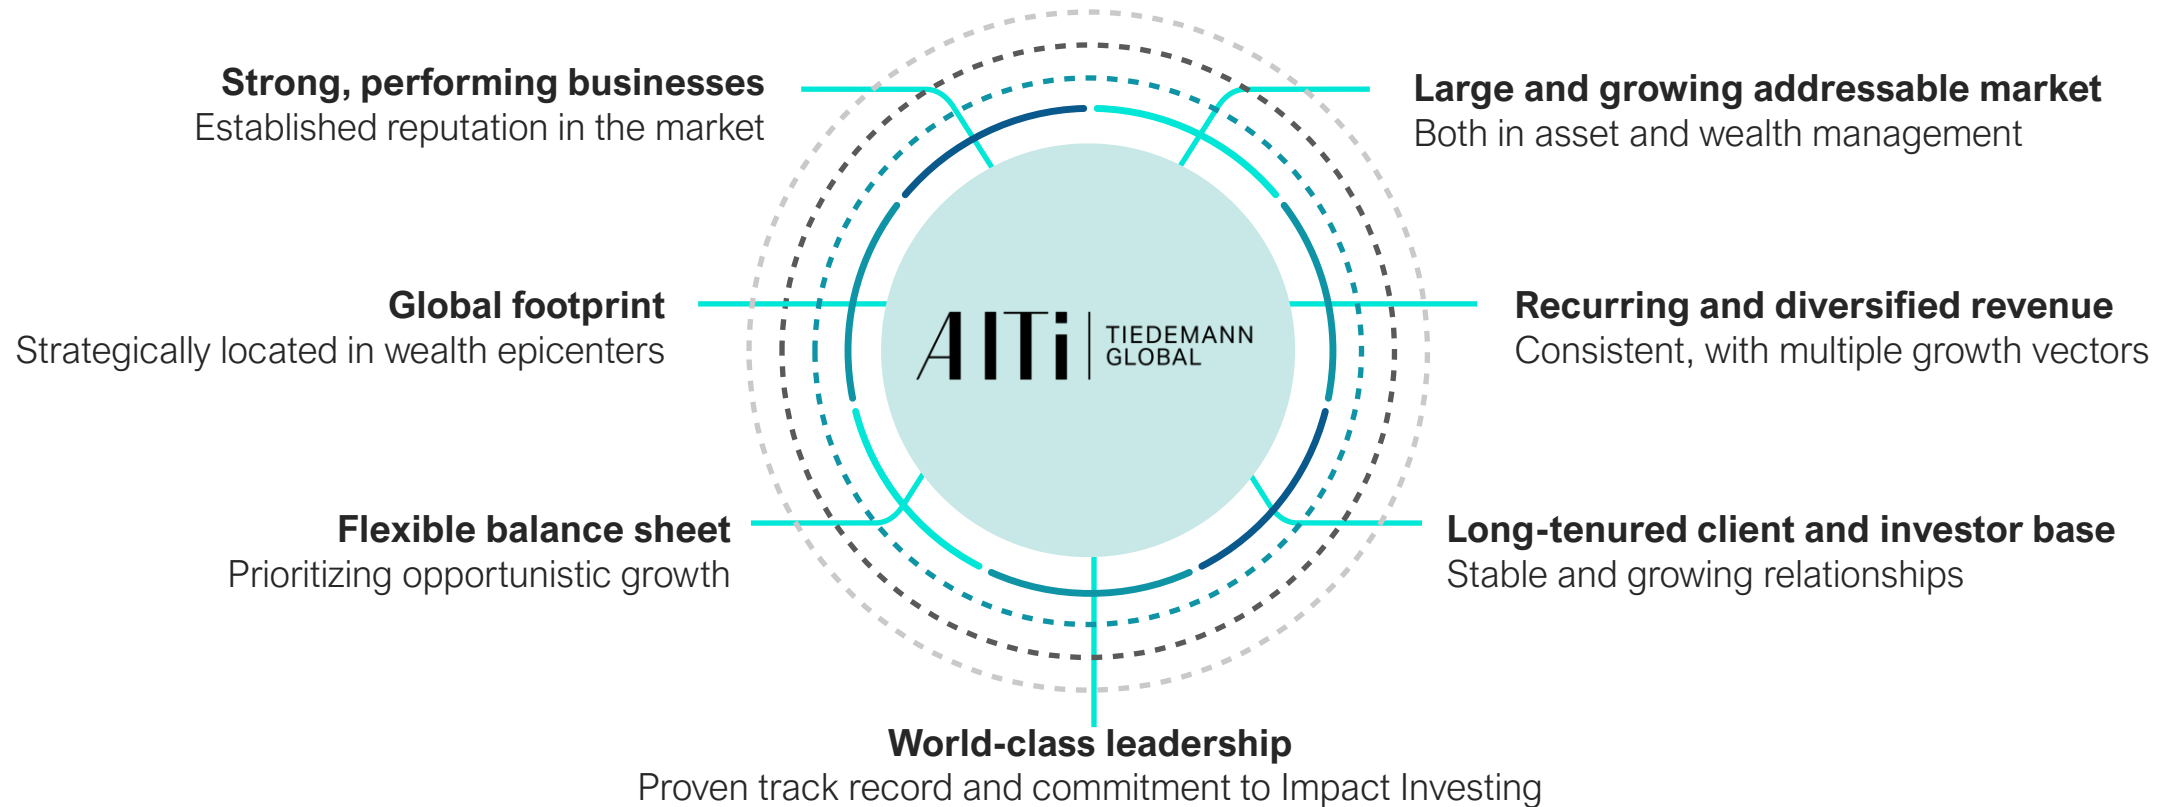 Strong, performing businesses
Established reputation in the market
Large and growing addressable market
Both in asset and wealth management
Global footprint
Strategically located in wealth epicenters
AlTi
TIEDEMANN
GLOBAL
Recurring and diversified revenue
Consistent, with multiple growth vectors
Flexible balance sheet
Prioritizing opportunistic growth
Long-tenured client and investor base
Stable and growing relationships
World-class leadership
Proven track record and commitment to Impact Investing